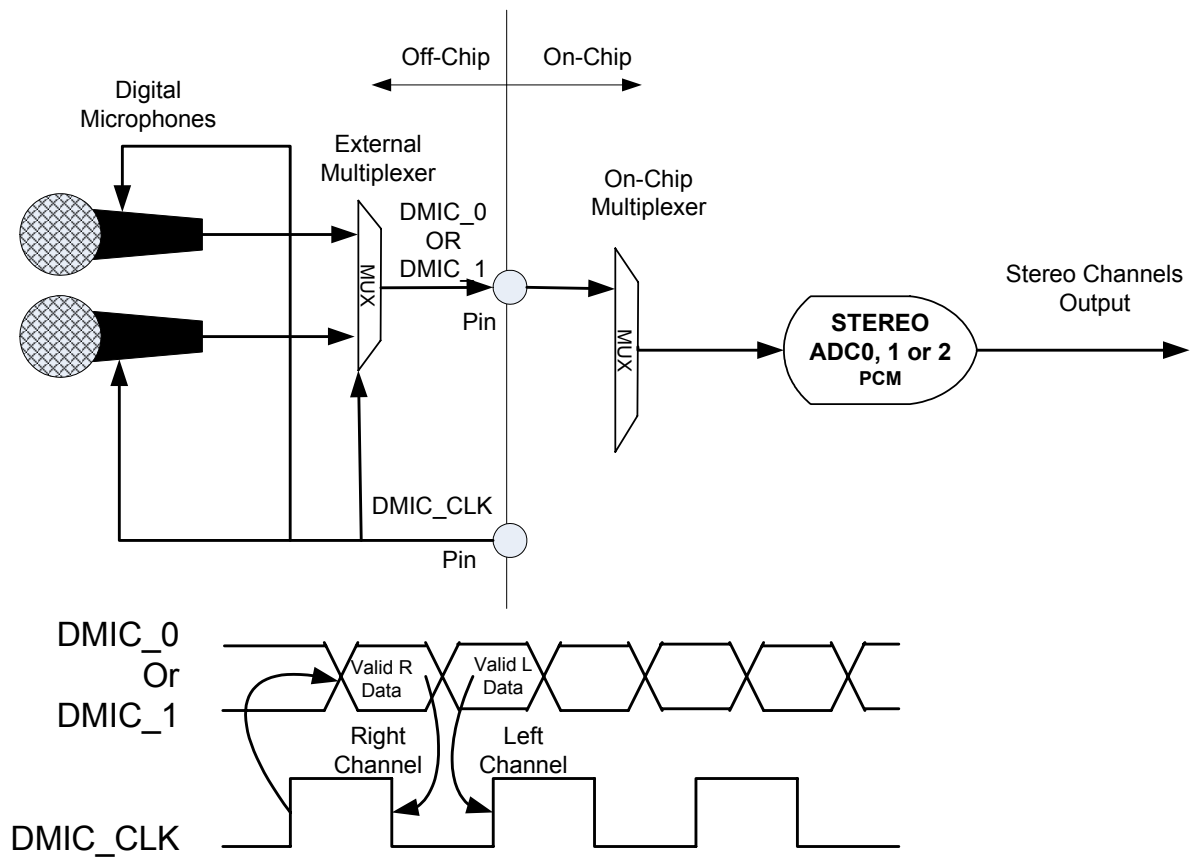 Off-Chip
On-Chip
Digital
Microphones
External
Multiplexer
DMIC_0
OR
DMIC_1
MUX
Pin
On-Chip
Multiplexer
MUX
STEREO
ADC0, 1 or 2
PCM
Stereo Channels
Output
DMIC_CLK
Pin
DMIC_0
Or
DMIC_1
Valid R
Data
Valid L
Data
Right
Channel
Left
Channel
DMIC_CLK